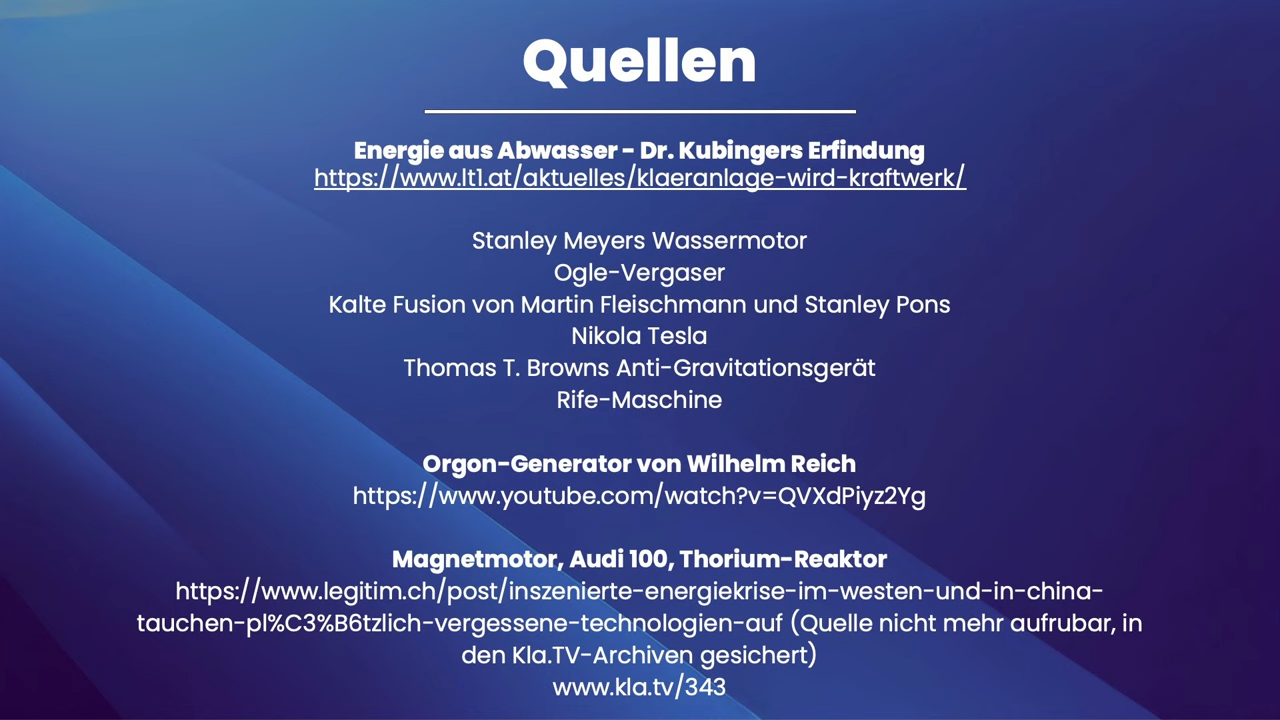 Quellen
Energie aus Abwasser - Dr. Kubingers Erfindung
https://www.lt1.at/aktuelles/klaeranlage-wird-kraftwerk/
Stanley Meyers Wassermotor
Ogle-Vergaser
Kalte Fusion von Martin Fleischmann und Stanley Pons
Nikola Tesla
Thomas T. Browns Anti-Gravitationsgerät
Rife-Maschine
Orgon-Generator von Wilhelm Reich
https://www.youtube.com/watch?v=QVXdPiyz2Yg
Magnetmotor, Audi 100, Thorium-Reaktor
https://www.legitim.ch/post/inszenierte-energiekrise-im-westen-und-in-china-
tauchen-pl%C3%B6tzlich-vergessene-technologien-auf (Quelle nicht mehr aufrubar, in
den Kla.TV-Archiven gesichert)
www.kla.tv/343